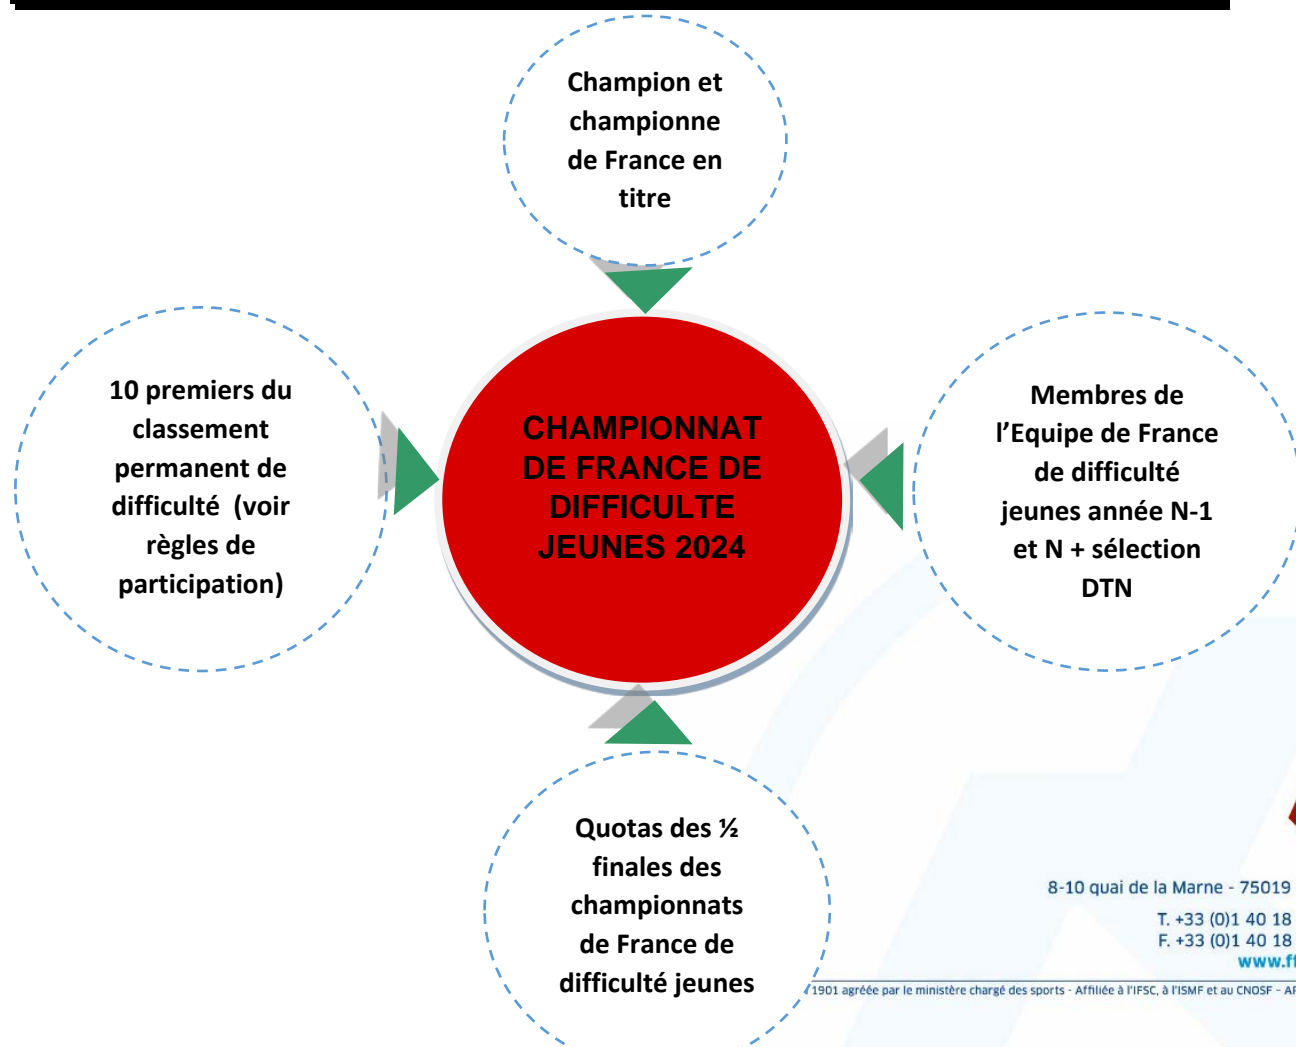 Champion et
championne
de France en
titre
10 premiers du
classement
permanent de
difficulté  (voir
règles de
participation)
CHAMPIONNAT
DE FRANCE DE
DIFFICULTE
JEUNES 2024
Membres de
l’Equipe de France
de difficulté
jeunes année N-1
et N + sélection
DTN
Quotas des ½
finales des
championnats
de France de
difficulté jeunes
8-10 quai de la Marne - 75019
T. +33 (0)1 40 18
F. +33 (0)1 40 18
www.ff
1901 agréée par le ministère chargé des sports - Affiliée à l'IFSC, à l'ISMF et au CNOSF – AP